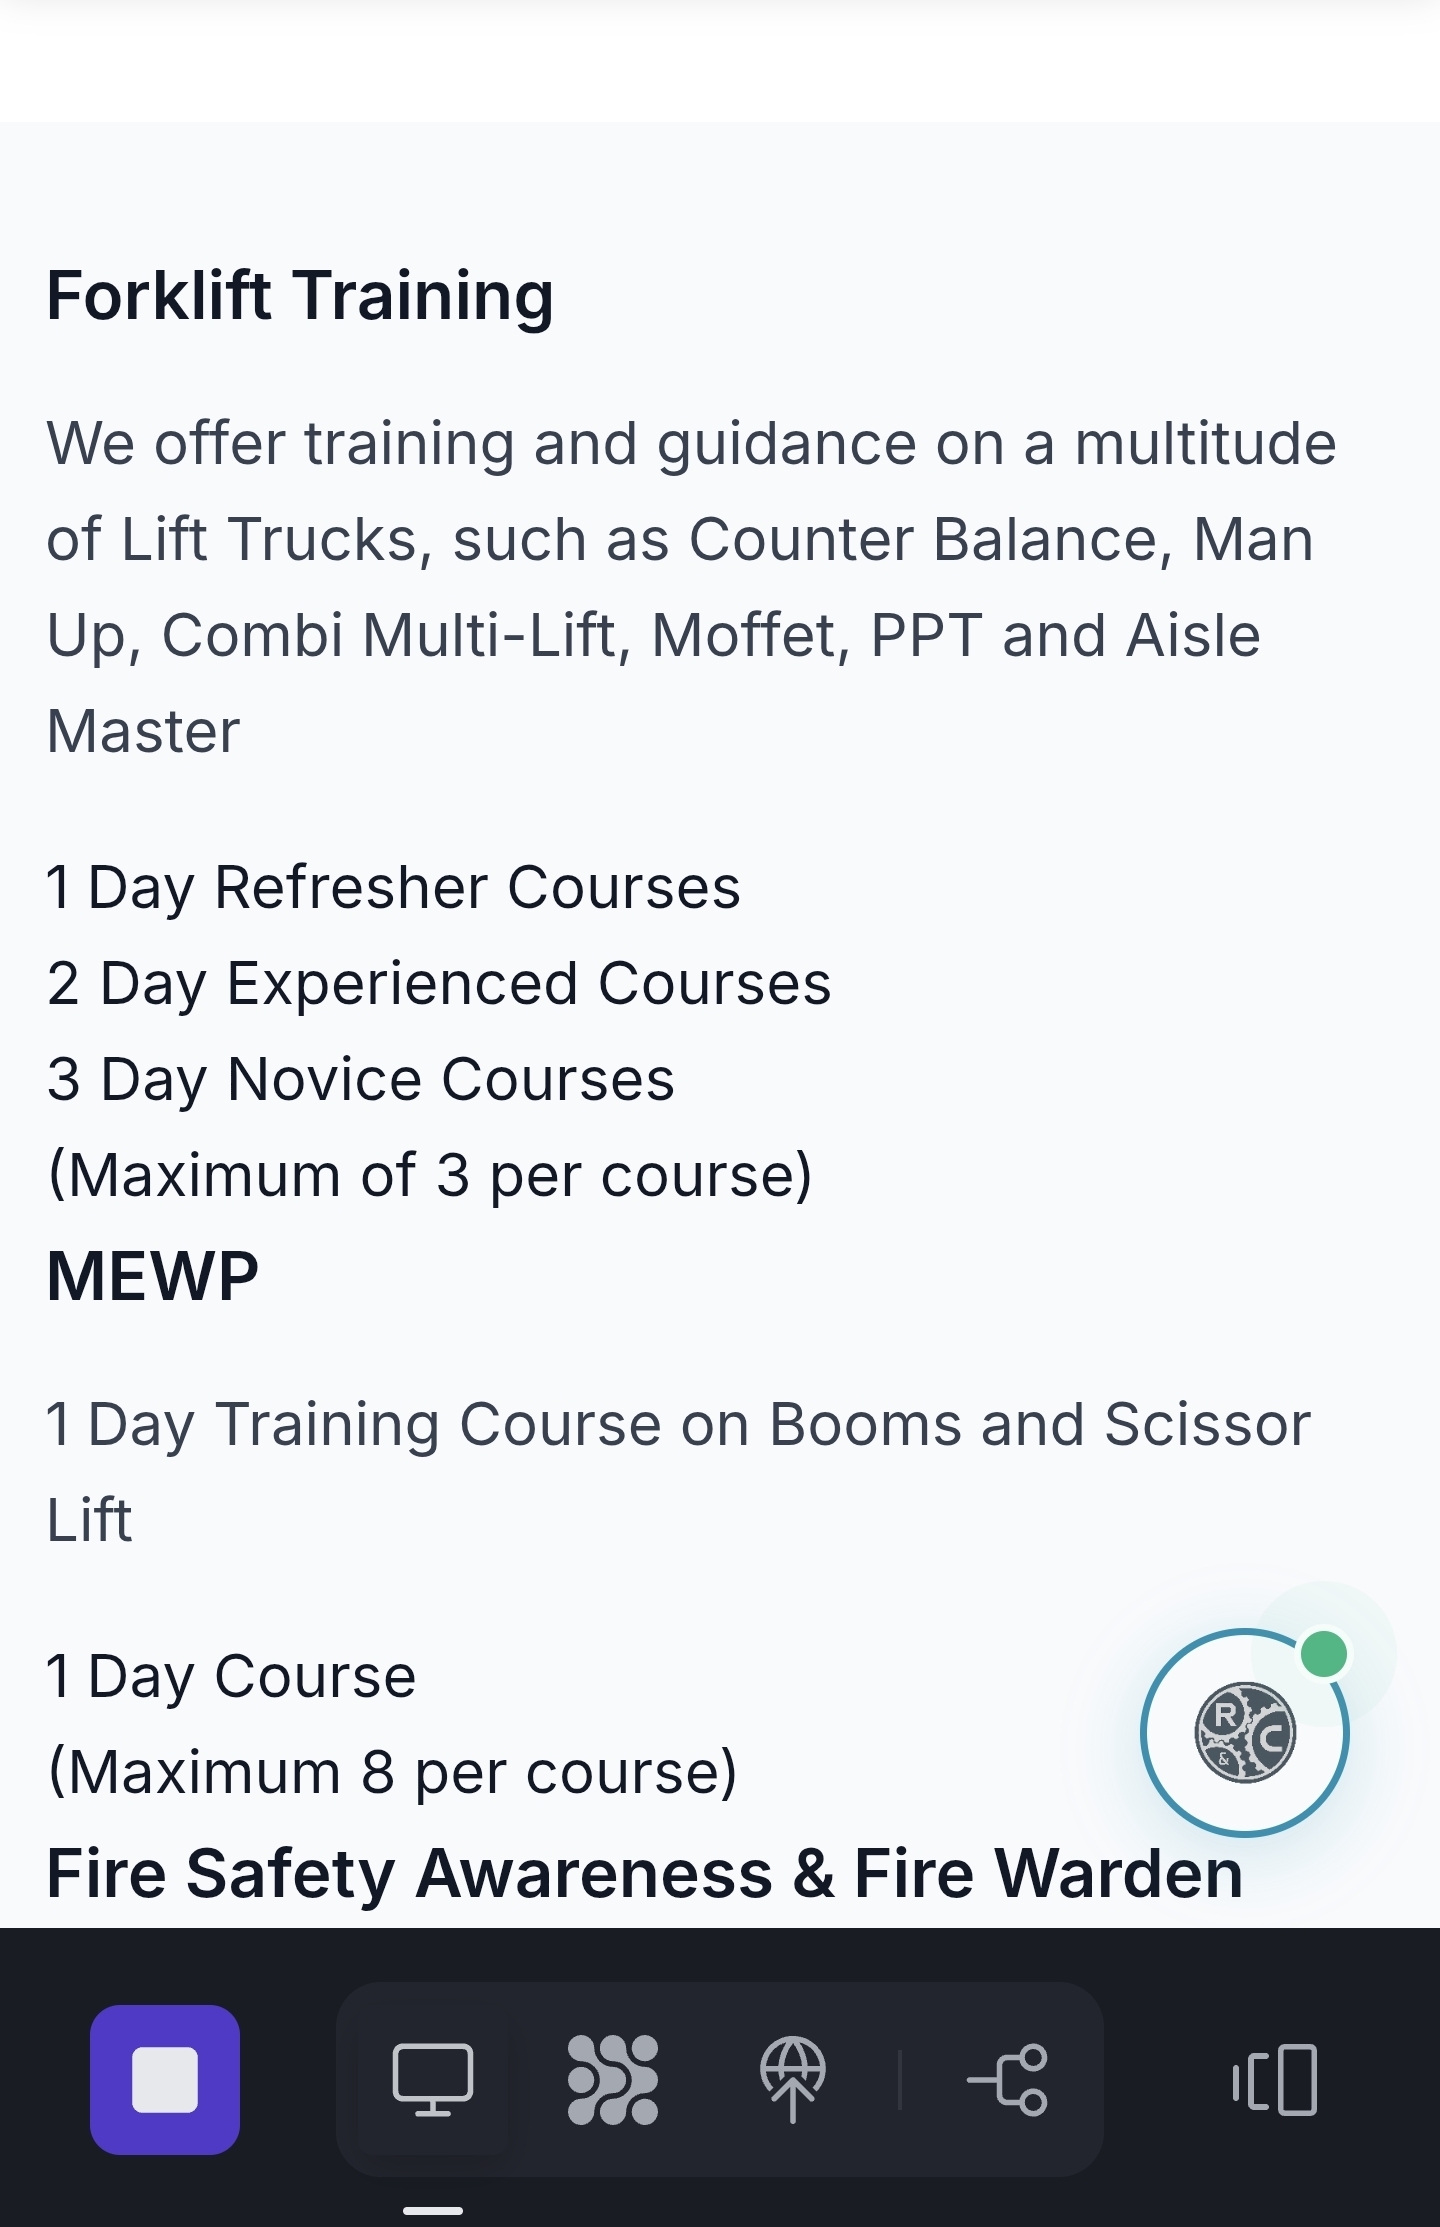 Forklift Training
We offer training and guidance on a multitude
of Lift Trucks, such as Counter Balance, Man
Up, Combi Multi-Lift, Moffet, PPT and Aisle
Master
1 Day Refresher Courses
2 Day Experienced Courses
3 Day Novice Courses
(Maximum of 3 per course)
MEWP
1 Day Training Course on Booms and Scissor
Lift
1 Day Course
(Maximum 8 per course)
R & C
Fire Safety Awareness & Fire Warden